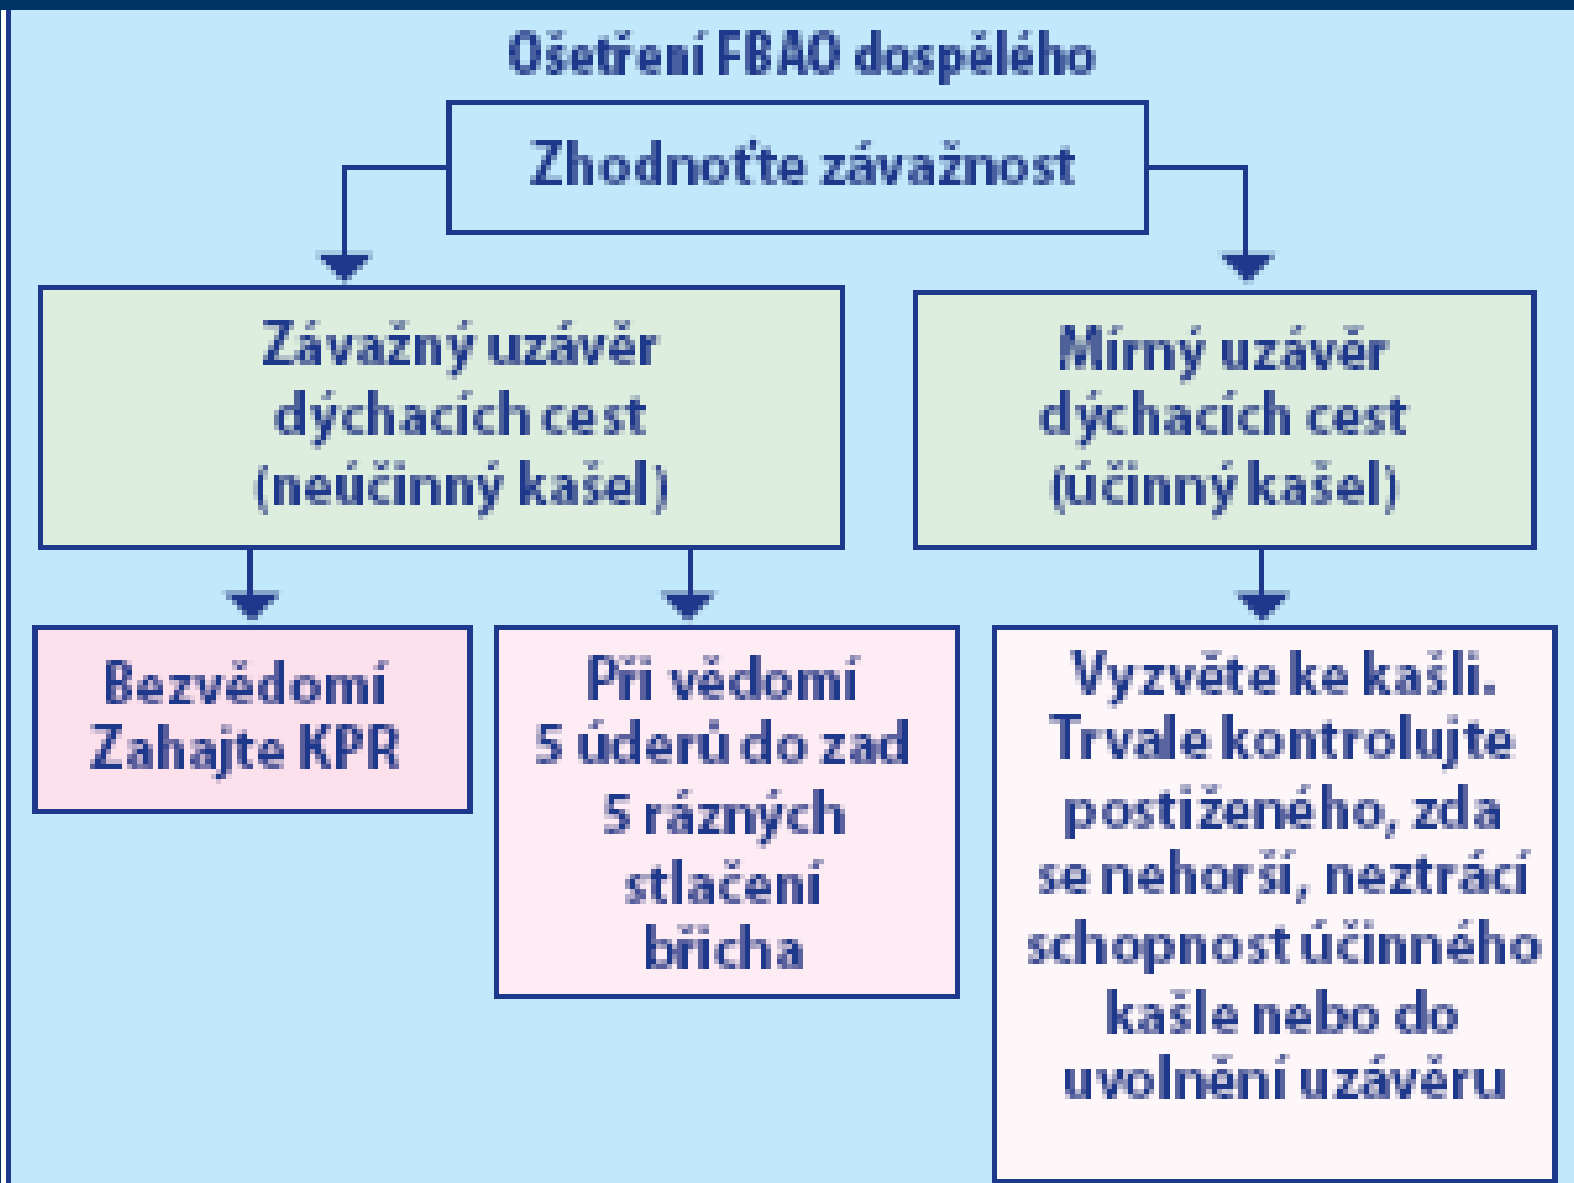 Ošetření FBAO dospělého
Zhodnoťte závažnost
Závažný uzávěr
dýchacích cest
(neúčinný kašel)
Mírný uzávěr
dýchacích cest
(účinný kašel)
Bezvědomí
Zahajte KPR
Při vědomí
5 úderů do zad
5 rázných
stlačení
břicha
Vyzvěte ke kašli.
Trvale kontrolujte
postiženého, zda
se nehorší, neztrácí
schopnost účinného
kašle nebo do
uvolnění uzávěru